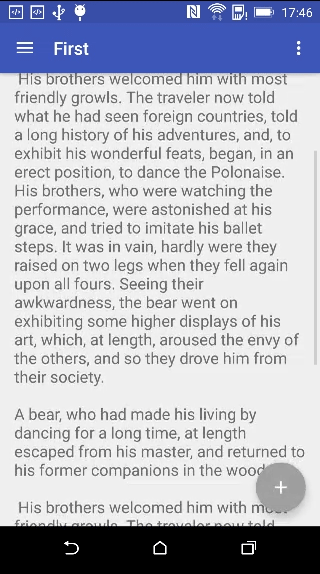 17:46
First
His brothers welcomed him with most
friendly growls. The traveler now told
what he had seen foreign countries, told
a long history of his adventures, and, to
exhibit his wonderful feats, began, in an
erect position, to dance the Polonaise.
His brothers, who were watching the
performance, were astonished at his
grace, and tried to imitate his ballet
steps. It was in vain, hardly were they
raised on two legs when they fell again
upon all fours. Seeing their
awkwardness, the bear went on
exhibiting some higher displays of his
art, which, at length, aroused the envy of
the others, and so they drove him from
their society.
A bear, who had made his living by
dancing for a long time, at length
escaped from his master, and returned to
his former companions in the wood
His brothers welcomed him with most
friendly growls. The traveler now told